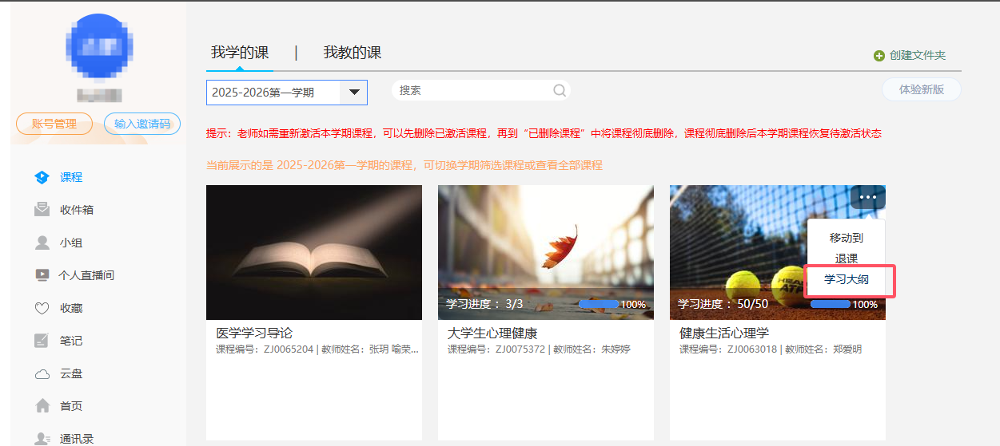 我学的课 | 我教的课
创建文件夹
2025-2026第一学期
搜索
体验新版
账号管理
输入邀请码
提示：老师如需重新激活本学期课程，可以先删除已激活课程，再到“已删除课程”中将课程彻底删除，课程彻底删除后本学期课程恢复待激活状态
当前展示的是 2025-2026第一学期的课程，可切换学期筛选课程或查看全部课程
课程
收件箱
小组
个人直播间
收藏
笔记
云盘
首页
通讯录
医学学习导论
课程编号：ZJ0065204 | 教师姓名：张玥 喻荣...
学习进度： 3/3
100%
大学生心理健康
课程编号：ZJ0075372 | 教师姓名：朱婷婷
移动到
退课
学习大纲
HEAD
ATP
学习进度： 50/50
100%
健康生活心理学
课程编号：ZJ0063018 | 教师姓名：郑爱明